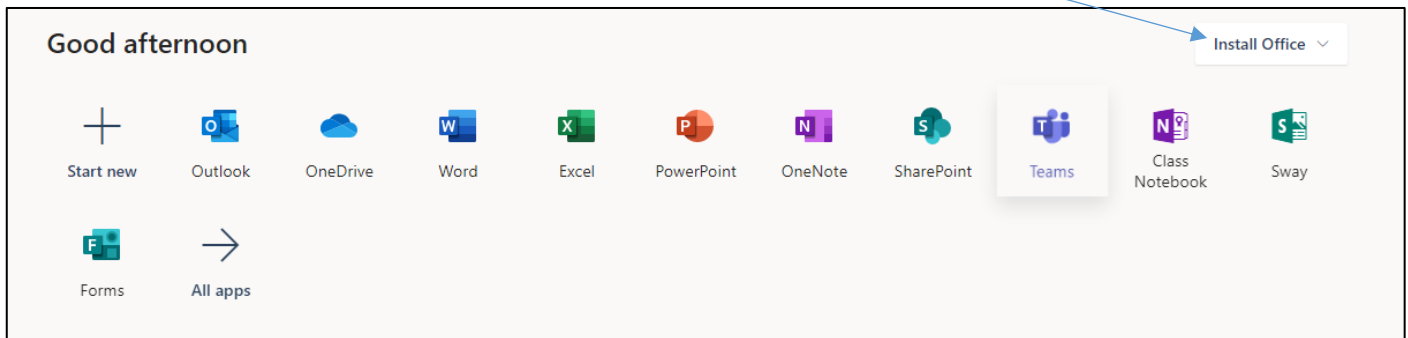 Good afternoon
Install Office
Start new
Outlook
OneDrive
Word
Excel
PowerPoint
OneNote
SharePoint
Teams
Class
Notebook
Sway
Forms
All apps